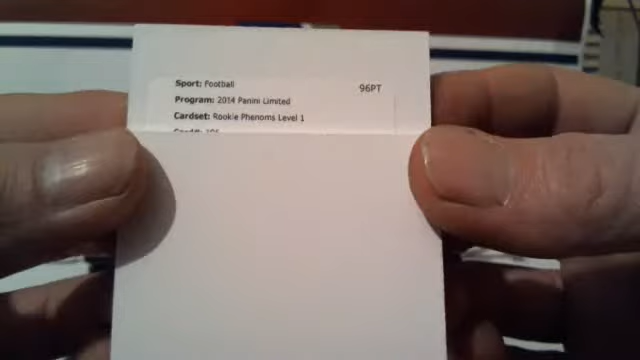 Sport: Football
96PT
Program: 2014 Panini Limited
Cardset: Rookie Phenoms Level 1